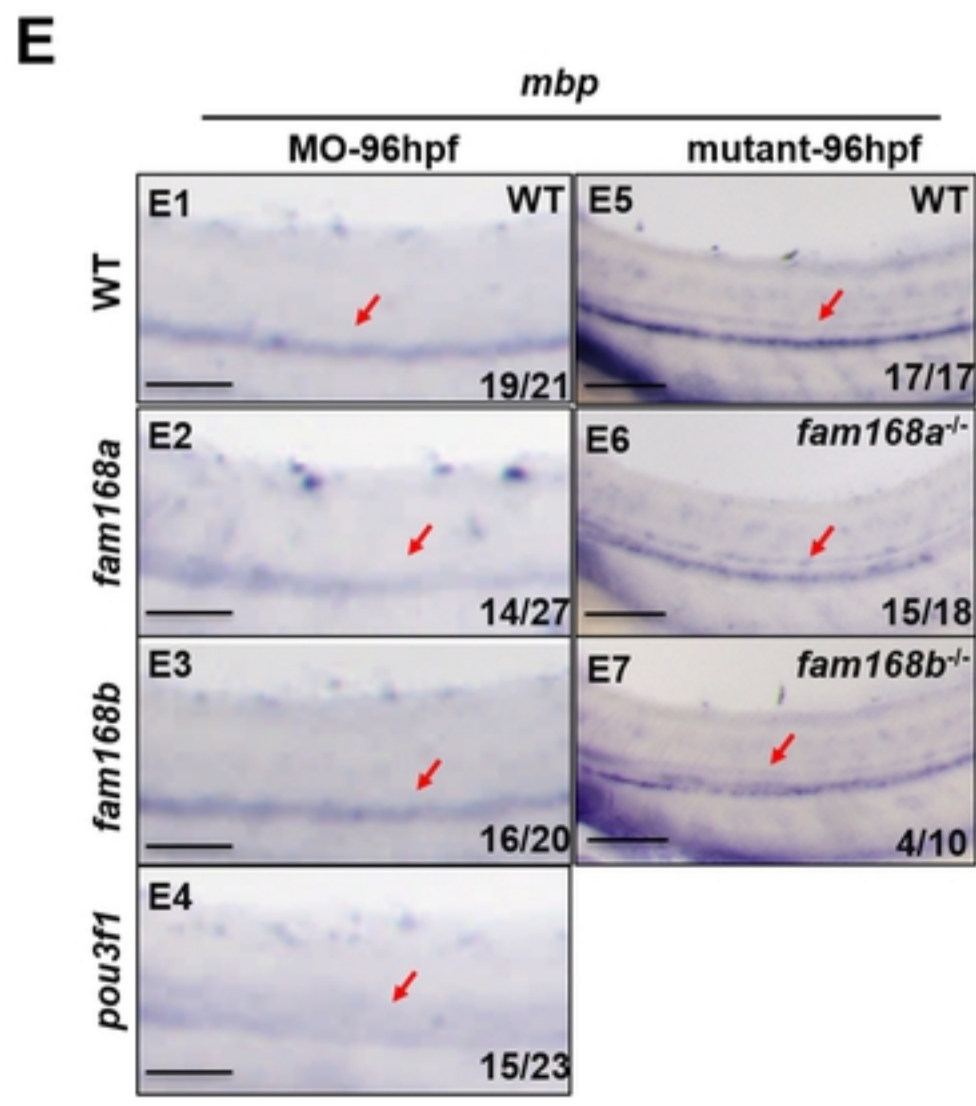 E
mbp
MO-96hpf
mutant-96hpf
WT
E1
WT
19/21
E5
WT
17/17
fam168a
E2
14/27
E6
fam168a-/-
15/18
fam168b
E3
16/20
E7
fam168b-/-
4/10
pou3f1
E4
15/23